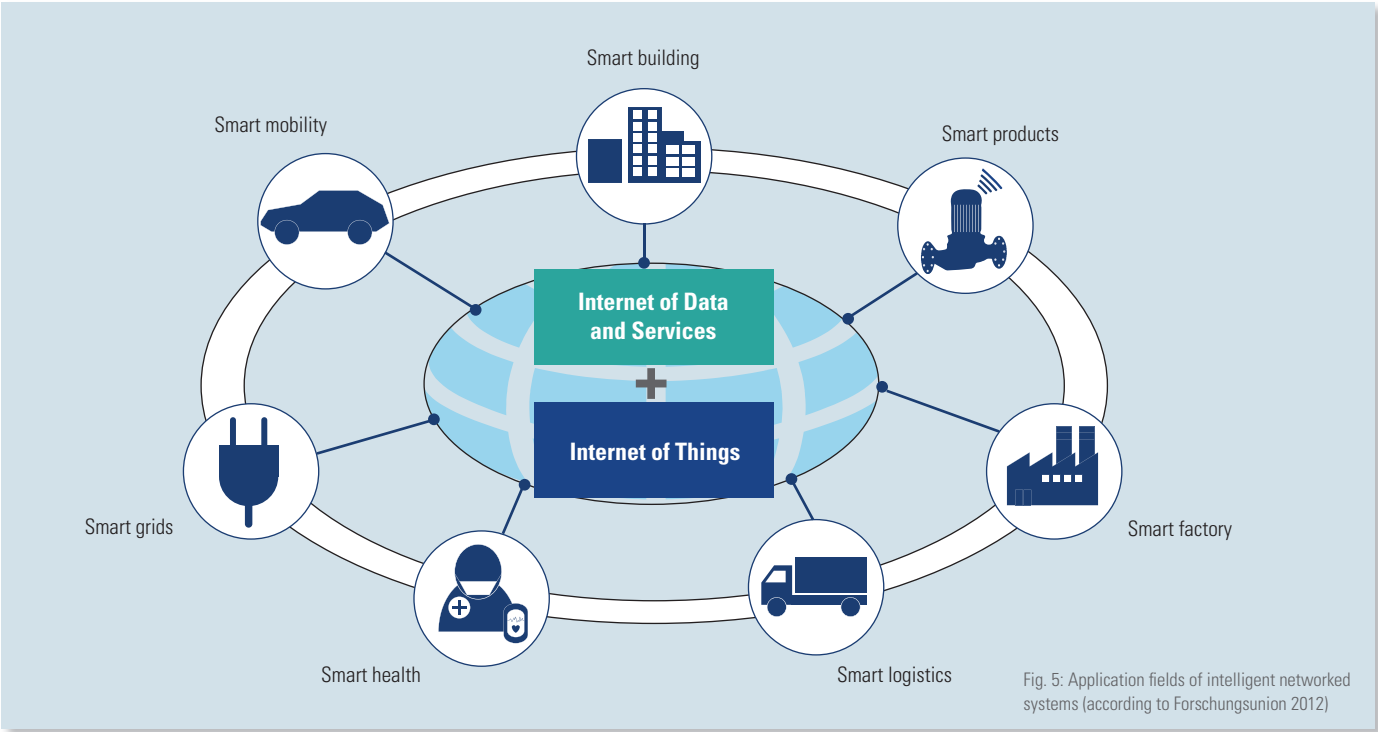 Smart building
Smart mobility
Smart products
Internet of Data
and Services
Internet of Things
Smart grids
Smart factory
Smart health
Smart logistics
Fig. 5: Application fields of intelligent networked
systems (according to Forschungsunion 2012)